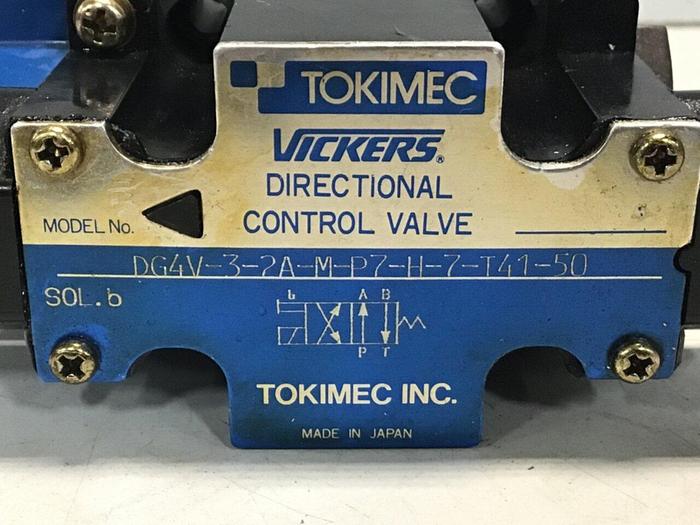 TOKIMEC
VICKERS®
DIRECTIONAL
CONTROL VALVE
MODEL No.
DG4V-3-2A-M-P7-H-7-T41-50
SOL.b
b A B
P T
TOKIMEC INC.
MADE IN JAPAN